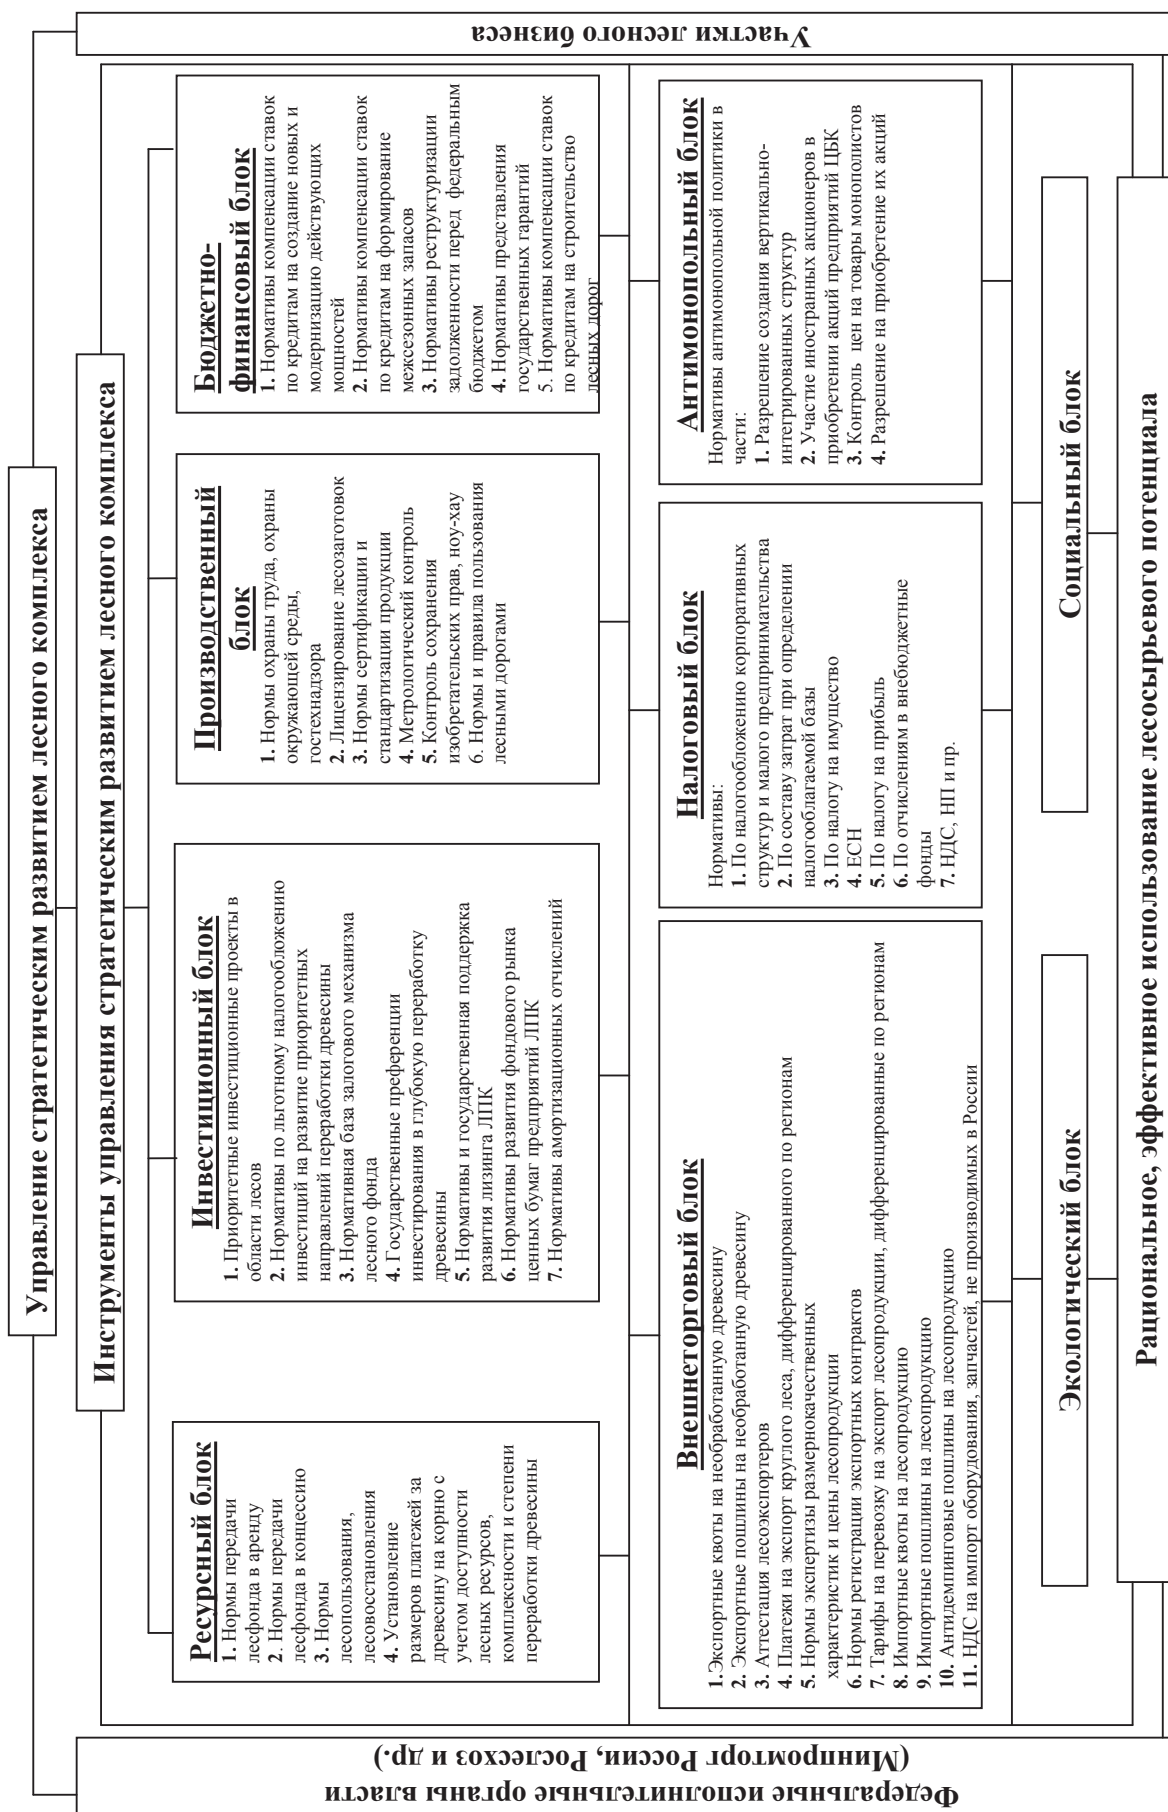 Управление стратегическим развитием лесного комплекса
Инструменты управления стратегическим развитием лесного комплекса
Федеральные исполнительные органы власти
(Минпромторг России, Рослесхоз и др.)
Ресурсный блок
1. Нормы передачи
лесфонда в аренду
2. Нормы передачи
лесфонда в концессию
3. Нормы
лесопользования,
лесовосстановления
4. Установление
размеров платежей за
древесину на корню с
учетом доступности
лесных ресурсов,
комплексности и степени
переработки древесины
Инвестиционный блок
1. Приоритетные инвестиционные проекты в
области лесов
2. Нормативы по льготному налогообложению
инвестиций на развитие приоритетных
направлений переработки древесины
3. Нормативная база залогового механизма
лесного фонда
4. Государственные преференции
инвестирования в глубокую переработку
древесины
5. Нормативы и государственная поддержка
развития лизинга ЛПК
6. Нормативы развития фондового рынка
ценных бумаг предприятий ЛПК
7. Нормативы амортизационных отчислений
Производственный
блок
1. Нормы охраны труда, охраны
окружающей среды,
гостехнадзора
2. Лицензирование лесозаготовок
3. Нормы сертификации и
стандартизации продукции
4. Метрологический контроль
5. Контроль сохранения
изобретательских прав, ноу-хау
6. Нормы и правила пользования
лесными дорогами
Бюджетно-
финансовый блок
1. Нормативы компенсации ставок
по кредитам на создание новых и
модернизацию действующих
мощностей
2. Нормативы компенсации ставок
по кредитам на формирование
межсезонных запасов
3. Нормативы реструктуризации
задолженности перед федеральным
бюджетом
4. Нормативы представления
государственных гарантий
5. Нормативы компенсации ставок
по кредитам на строительство
лесных дорог
Участки лесного бизнеса
Внешнеторговый блок
1.Экспортные квоты на необработанную древесину
2. Экспортные пошлины на необработанную древесину
3. Аттестация лесоэкспортеров
4. Платежи на экспорт круглого леса, дифференцированного по регионам
5. Нормы экспертизы размернокачественных
характеристик и цены лесопродукции
6. Нормы регистрации экспортных контрактов
7. Тарифы на перевозку на экспорт лесопродукции, дифференцированные по регионам
8. Импортные квоты на лесопродукцию
9. Импортные пошлины на лесопродукцию
10. Антидемпинговые пошлины на лесопродукцию
11. НДС на импорт оборудования, запчастей, не производимых в России
Налоговый блок
Нормативы:
1. По налогообложению корпоративных
структур и малого предпринимательства
2. По составу затрат при определении
налогооблагаемой базы
3. По налогу на имущество
4. ЕСН
5. По налогу на прибыль
6. По отчислениям в внебюджетные
фонды
7. НДС, НП и пр.
Антимонопольный блок
Нормативы антимонопольной политики в
части:
1. Разрешение создания вертикально-
интегрированных структур
2. Участие иностранных акционеров в
приобретении акций предприятий ЦБК
3. Контроль цен на товары монополистов
4. Разрешение на приобретение их акций
Экологический блок
Социальный блок
Рациональное, эффективное использование лесосырьевого потенциала